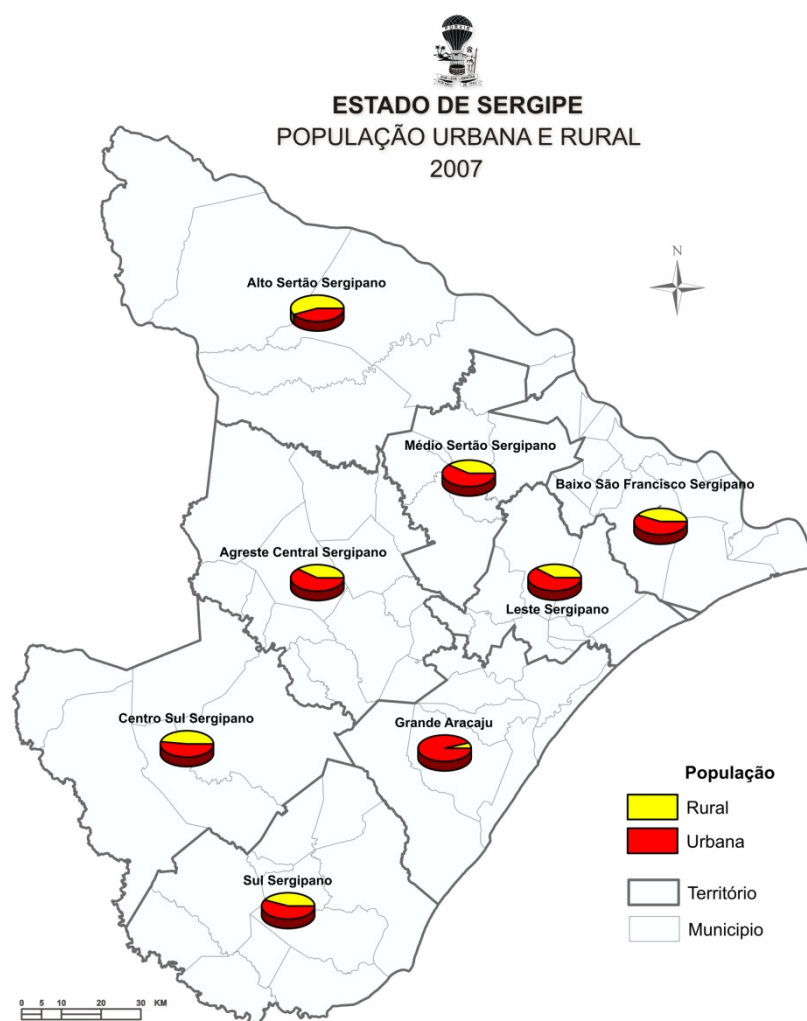 ESTADO DE SERGIPE
POPULAÇÃO URBANA E RURAL
2007
N
Alto Sertão Sergipano
Médio Sertão Sergipano
Baixo São Francisco Sergipano
Agreste Central Sergipano
Leste Sergipano
Centro Sul Sergipano
Grande Aracaju
Sul Sergipano
População
Rural
Urbana
Território
Municipio
0 5 10 20 30 KM